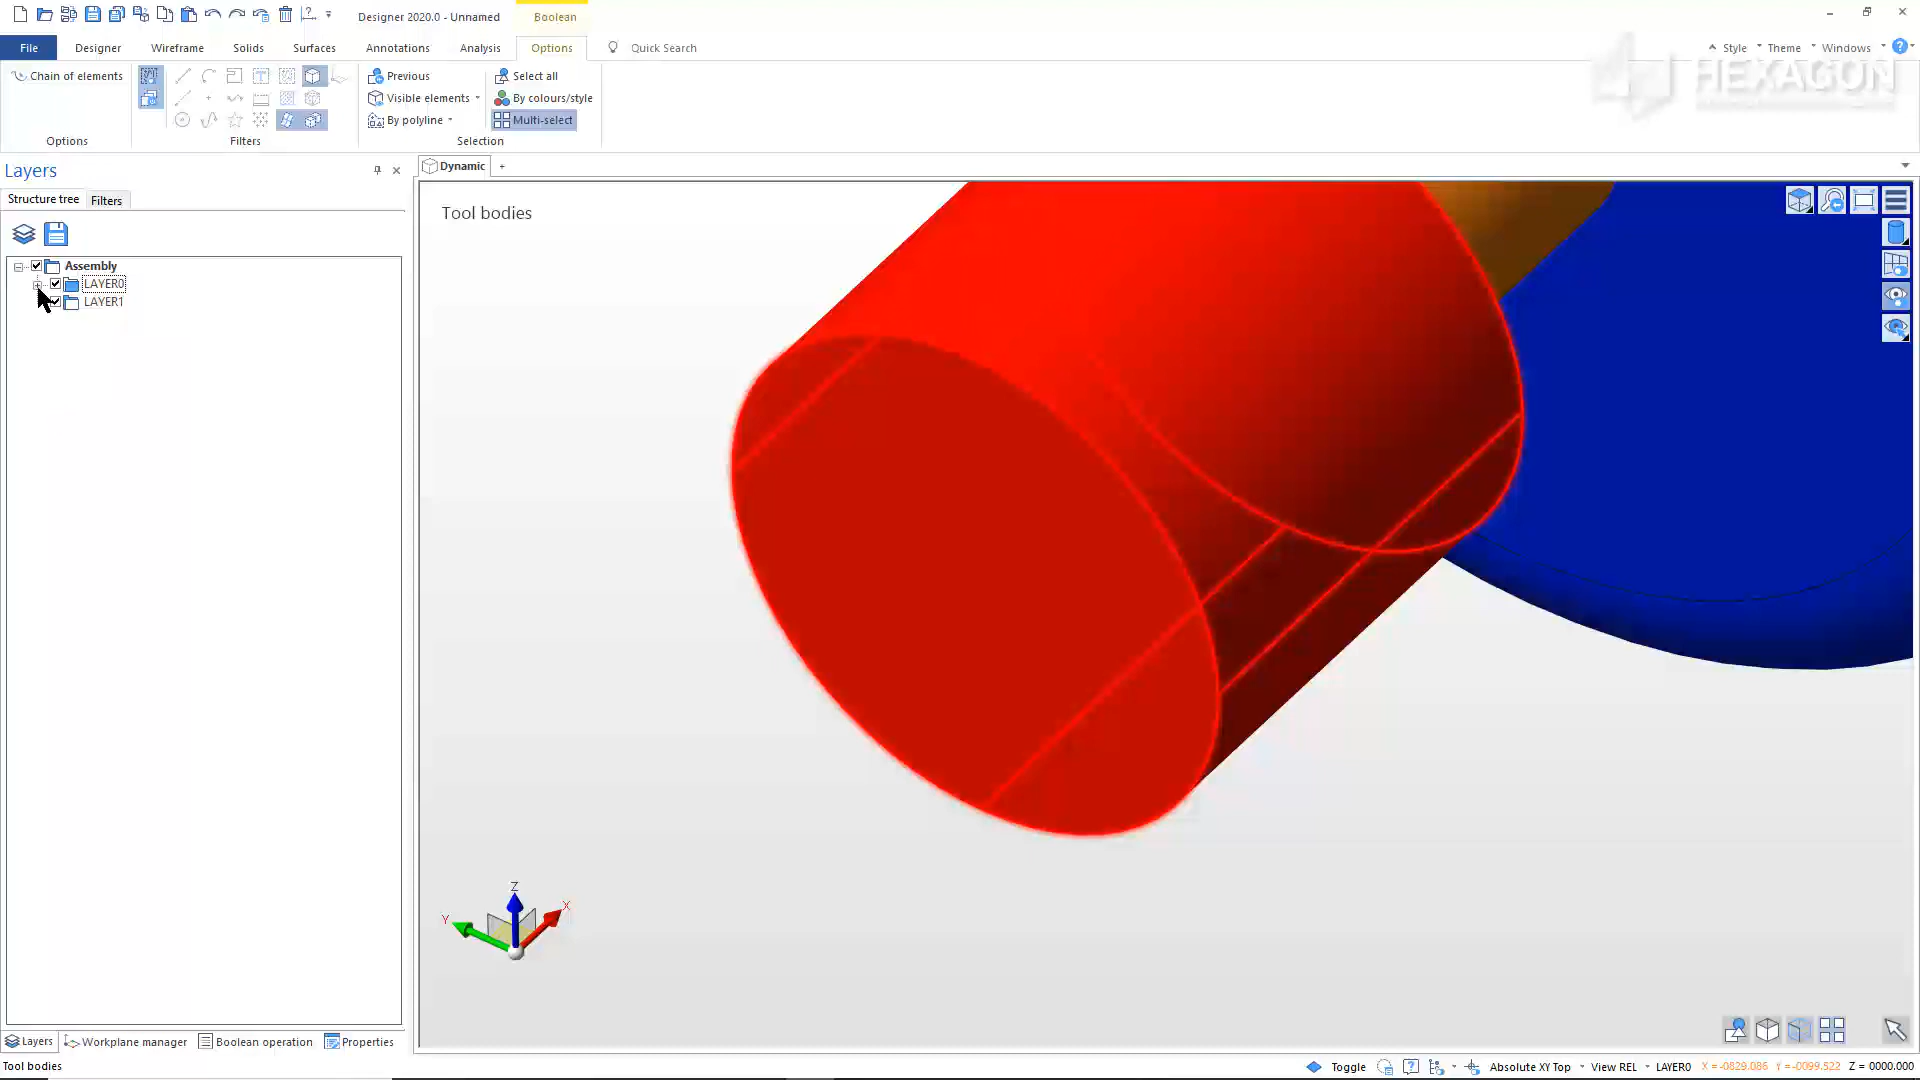 Designer 2020.0 - Unnamed
Boolean
File
Designer
Wireframe
Solids
Surfaces
Annotations
Analysis
Options
Quick Search
Style
Theme
Windows
?
HEXAGON
Chain of elements
Previous
Select all
Visible elements
By colours/style
By polyline
Multi-select
Options
Filters
Selection
Layers
Dynamic
+
Structure tree
Filters
Tool bodies
Assembly
LAYER0
LAYER1
Z
X
Y
Layers
Workplane manager
Boolean operation
Properties
Tool bodies
Toggle
Absolute XY Top
View REL
LAYER0
X = -0829.086
Y = -0099.522
Z = 0000.000